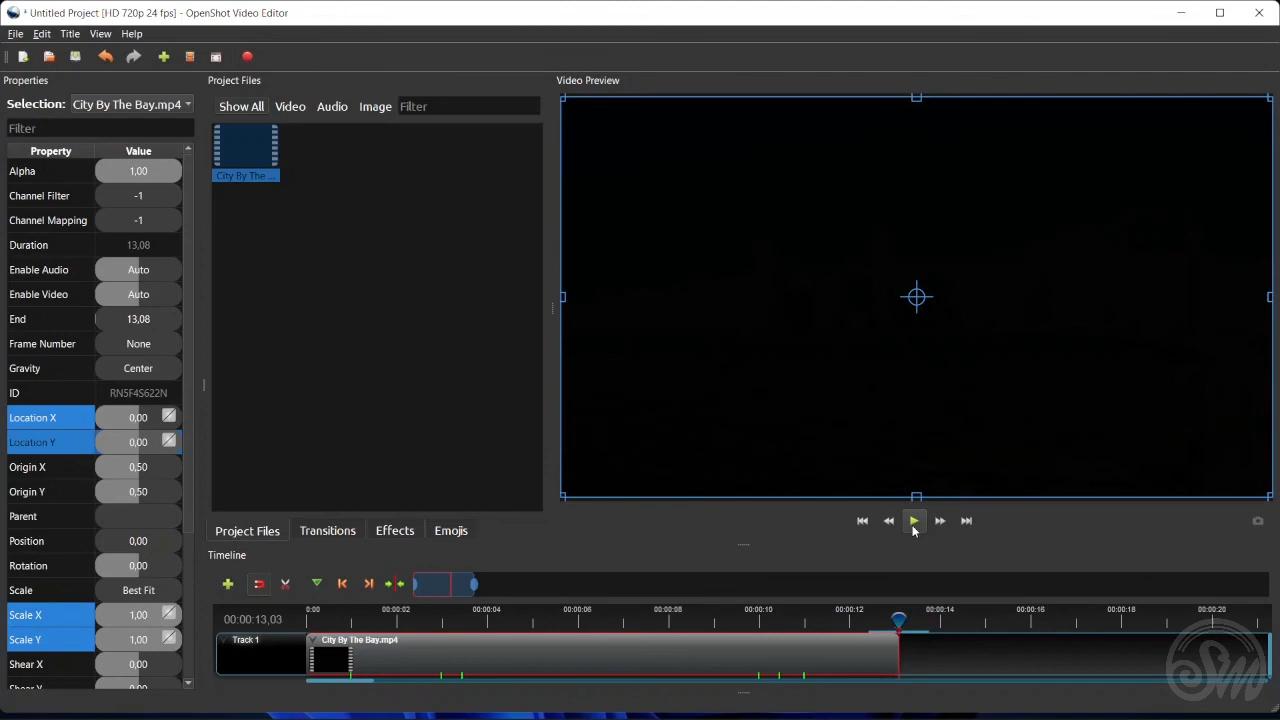 * Untitled Project [HD 720p 24 fps] - OpenShot Video Editor
File Edit Title View Help
Properties
Project Files
Video Preview
Selection: City By The Bay.mp4
Show All Video Audio Image Filter
Filter
Property Value
Alpha 1,00
Channel Filter -1
Channel Mapping -1
Duration 13,08
Enable Audio Auto
Enable Video Auto
End 13,08
Frame Number None
Gravity Center
ID RN5F4S622N
Location X 0,00
Location Y 0,00
Origin X 0,50
Origin Y 0,50
Parent
Position 0,00
Rotation 0,00
Scale Best Fit
Scale X 1,00
Scale Y 1,00
Shear X 0,00
Shear Y 0,00
City By The ...
Project Files Transitions Effects Emojis
Timeline
00:00:13,03
0:00 00:00:02 00:00:04 00:00:06 00:00:08 00:00:10 00:00:12 00:00:14 00:00:16 00:00:18 00:00:20
Track 1
City By The Bay.mp4
SM